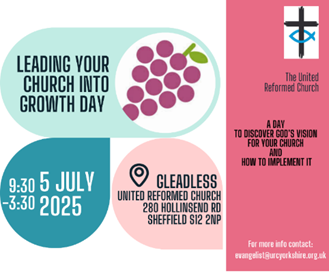 LEADING YOUR
CHURCH INTO
GROWTH DAY
9:30
-3:30
5 JULY
2025
GLEADLESS
UNITED REFORMED CHURCH
280 HOLLINSEND RD
SHEFFIELD S12 2NP
The United
Reformed Church
A DAY
TO DISCOVER GOD'S VISION
FOR YOUR CHURCH
AND
HOW TO IMPLEMENT IT
For more info contact:
evangelist@urcyorkshire.org.uk